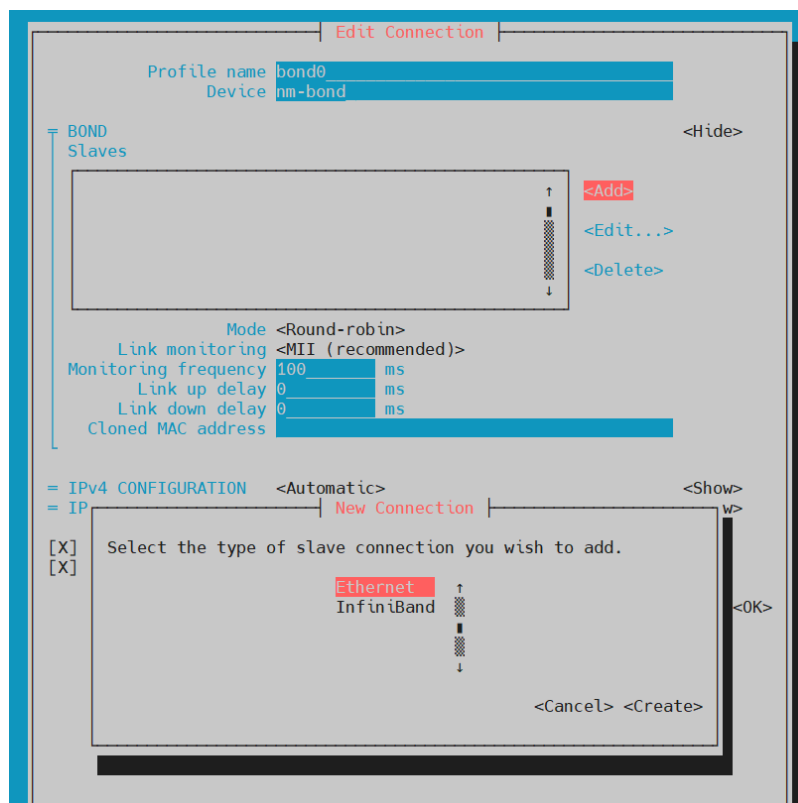 Edit Connection
Profile name bond0
Device nm-bond
BOND <Hide>
Slaves
<Add>
<Edit...>
<Delete>
Mode <Round-robin>
Link monitoring <MII (recommended)>
Monitoring frequency 100 ms
Link up delay 0 ms
Link down delay 0 ms
Cloned MAC address
= IPv4 CONFIGURATION <Automatic> <Show>
= IP w>
New Connection
[X] Select the type of slave connection you wish to add.
[X]
Ethernet
InfiniBand
<OK>
<Cancel> <Create>